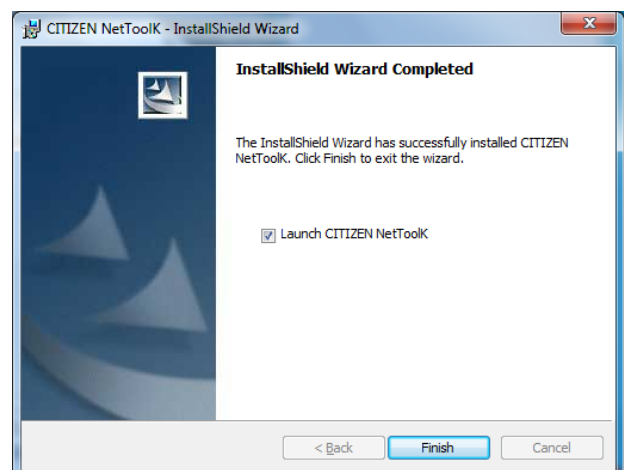 CITIZEN NetToolK - InstallShield Wizard
InstallShield Wizard Completed
The InstallShield Wizard has successfully installed CITIZEN
NetToolK. Click Finish to exit the wizard.
Launch CITIZEN NetToolK
< Back
Finish
Cancel